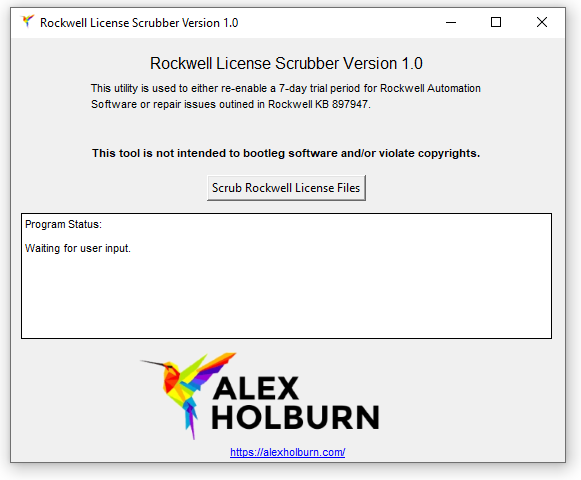 Rockwell License Scrubber Version 1.0
Rockwell License Scrubber Version 1.0
This utility is used to either re-enable a 7-day trial period for Rockwell Automation
Software or repair issues outined in Rockwell KB 897947.
This tool is not intended to bootleg software and/or violate copyrights.
Scrub Rockwell License Files
Program Status:
Waiting for user input.
ALEX
HOLBURN
https://alexholburn.com/